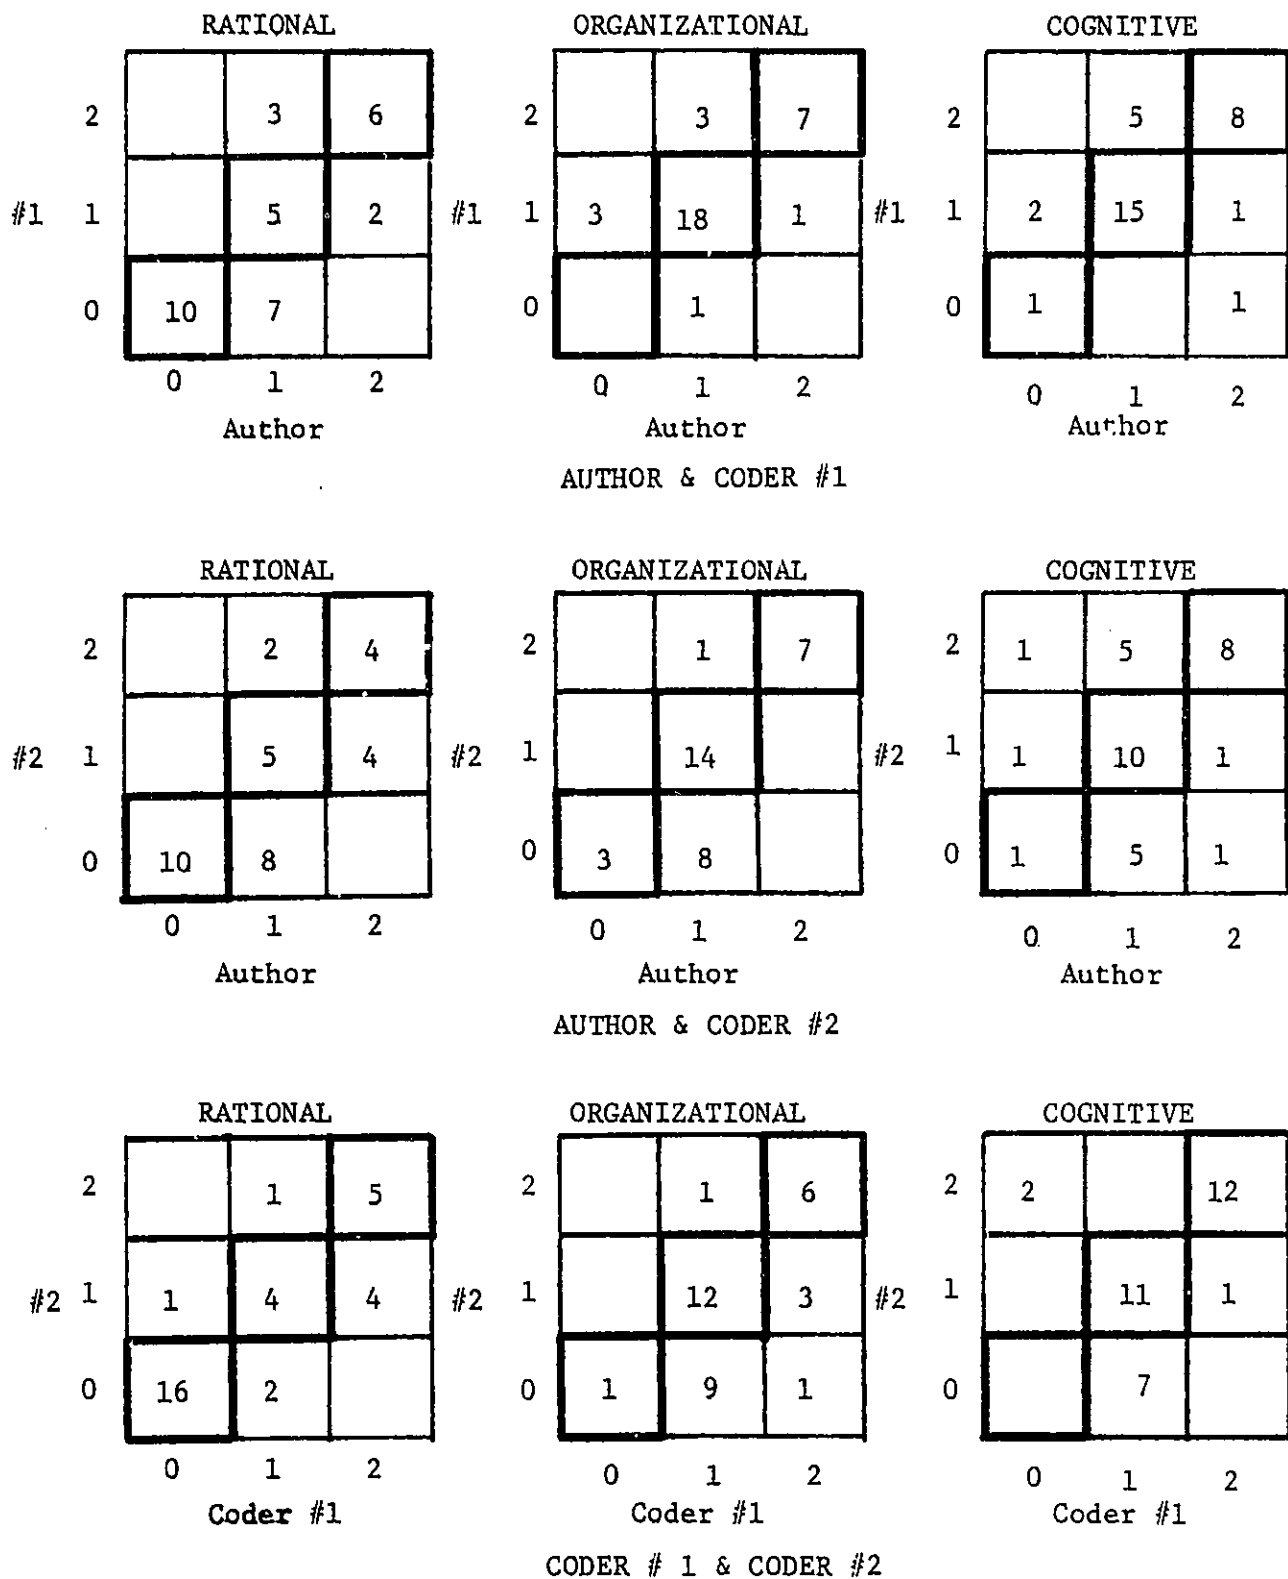 RATIONAL ORGANIZATIONAL COGNITIVE
2 3 6 2 3 7 2 5 8
#1 1 5 2 #1 1 3 18 1 #1 1 2 15 1
0 10 7 0 1 0 1 1
0 1 2 0 1 2 0 1 2
Author Author Author
AUTHOR & CODER #1
RATIONAL ORGANIZATIONAL COGNITIVE
2 2 4 2 1 7 2 1 5 8
#2 1 5 4 #2 1 14 #2 1 1 10 1
0 10 8 0 3 8 0 1 5 1
0 1 2 0 1 2 0 1 2
Author Author Author
AUTHOR & CODER #2
RATIONAL ORGANIZATIONAL COGNITIVE
2 1 5 2 1 6 2 2 12
#2 1 1 4 4 #2 1 12 3 #2 1 11 1
0 16 2 0 1 9 1 0 7
0 1 2 0 1 2 0 1 2
Coder #1 Coder #1 Coder #1
CODER # 1 & CODER #2